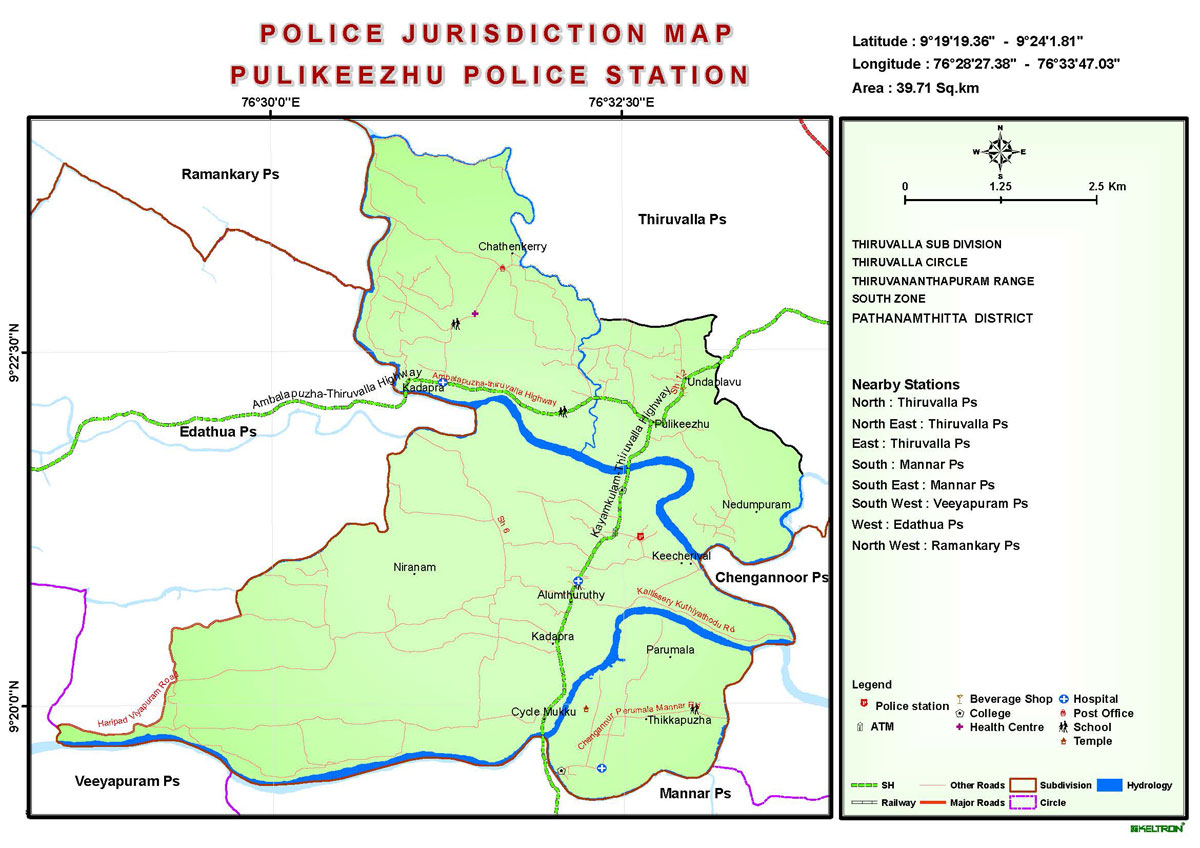 POLICE JURISDICTION MAP
PULIKEEZHU POLICE STATION
Latitude : 9°19'19.36" - 9°24'1.81"
Longitude : 76°28'27.38" - 76°33'47.03"
Area : 39.71 Sq.km
76°30'0"E
76°32'30"E
9°22'30"N
9°20'0"N
Ramankary Ps
Thiruvalla Ps
Chathenkerry
Ambalapuzha-Thiruvalla Highway
Kadapra
Ambalapuzha-thiruvalla Highway
Sh 12
Undaplavu
Edathua Ps
Pulikeezhu
Kayamkulam-Thiruvalla Highway
Nedumpuram
Sh 6
Keecheriyal
Niranam
Chengannoor Ps
Alumthuruthy
Kallissery Kuthiyathodu Rd
Kadapra
Parumala
Haripad Viyapuram Road
Cycle Mukku
Chengannur Perumala Mannar Rd
Thikkapuzha
Veeyapuram Ps
Mannar Ps
N
W
E
S
0
1.25
2.5 Km
THIRUVALLA SUB DIVISION
THIRUVALLA CIRCLE
THIRUVANANTHAPURAM RANGE
SOUTH ZONE
PATHANAMTHITTA DISTRICT
Nearby Stations
North : Thiruvalla Ps
North East : Thiruvalla Ps
East : Thiruvalla Ps
South : Mannar Ps
South East : Mannar Ps
South West : Veeyapuram Ps
West : Edathua Ps
North West : Ramankary Ps
Legend
Police station
ATM
Beverage Shop
College
Health Centre
Hospital
Post Office
School
Temple
SH
Other Roads
Subdivision
Hydrology
Railway
Major Roads
Circle
KELTRON